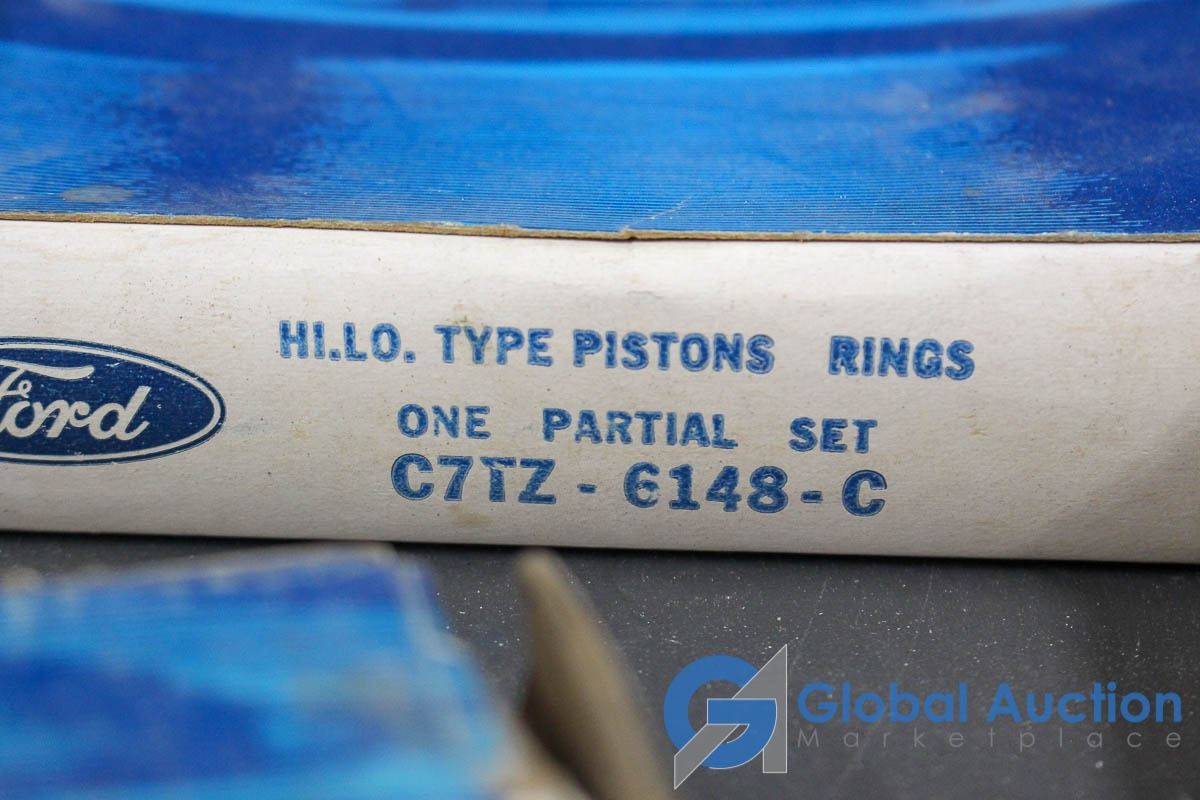 HI.LO. TYPE PISTONS RINGS
Ford
ONE PARTIAL SET
C7TZ - 6148 - C
Global Auction
Marketplace